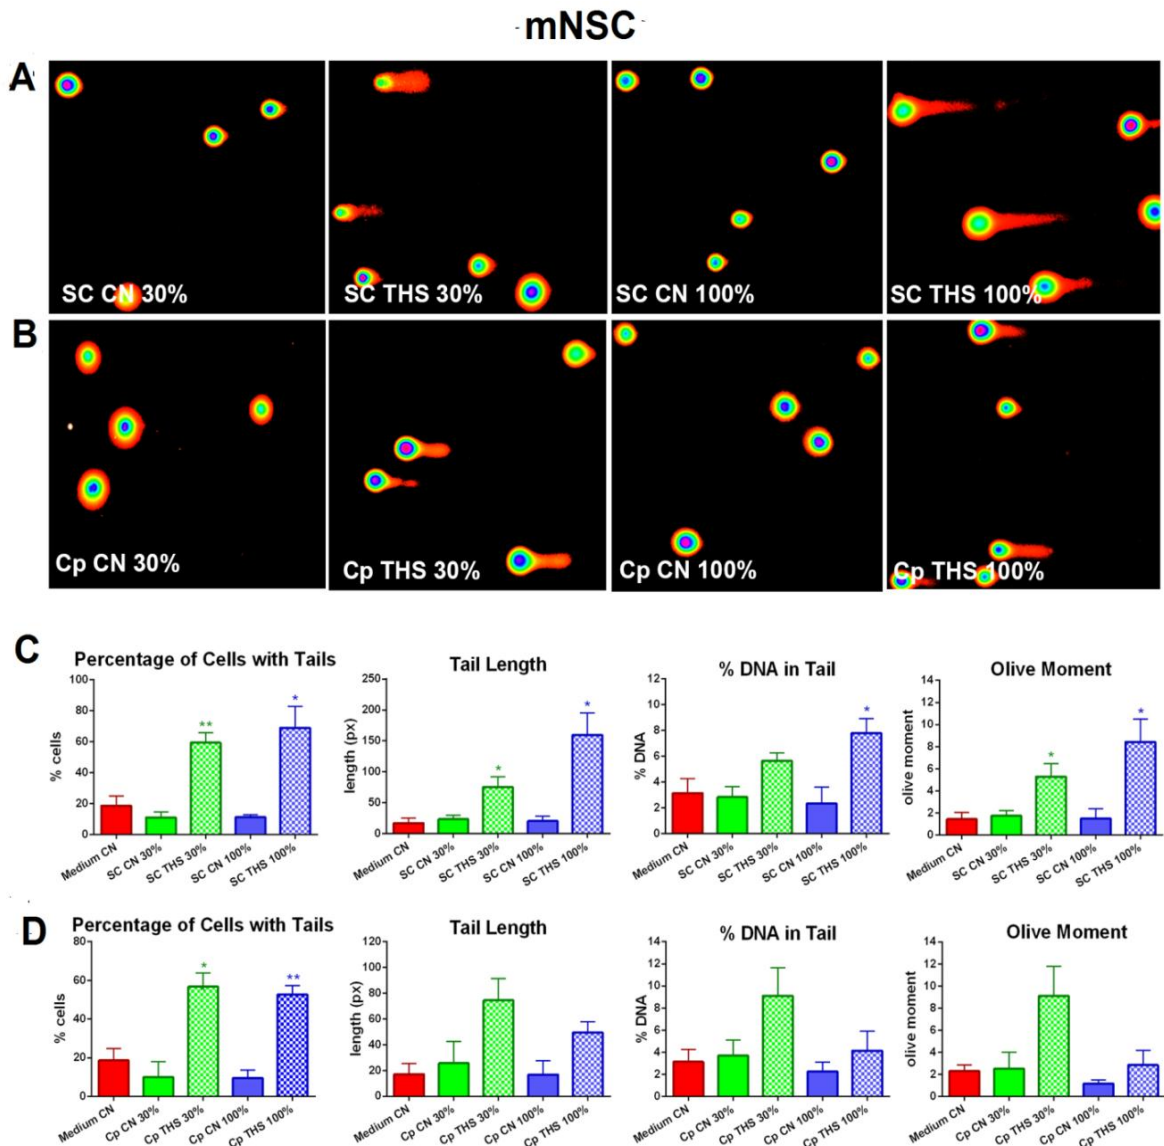 mNSC
A
SC CN 30%
SC THS 30%
SC CN 100%
SC THS 100%
B
Cp CN 30%
Cp THS 30%
Cp CN 100%
Cp THS 100%
C
Percentage of Cells with Tails
% cells
100
80
60
40
20
0
**
*
Medium CN
SC CN 30%
SC THS 30%
SC CN 100%
SC THS 100%
Tail Length
length (px)
250
200
150
100
50
0
*
*
Medium CN
SC CN 30%
SC THS 30%
SC CN 100%
SC THS 100%
% DNA in Tail
% DNA
12
10
8
6
4
2
0
*
Medium CN
SC CN 30%
SC THS 30%
SC CN 100%
SC THS 100%
Olive Moment
olive moment
14
12
10
8
6
4
2
0
*
*
Medium CN
SC CN 30%
SC THS 30%
SC CN 100%
SC THS 100%
D
Percentage of Cells with Tails
% cells
80
60
40
20
0
*
**
Medium CN
Cp CN 30%
Cp THS 30%
Cp CN 100%
Cp THS 100%
Tail Length
length (px)
120
100
80
60
40
20
0
Medium CN
Cp CN 30%
Cp THS 30%
Cp CN 100%
Cp THS 100%
% DNA in Tail
% DNA
14
12
10
8
6
4
2
0
Medium CN
Cp CN 30%
Cp THS 30%
Cp CN 100%
Cp THS 100%
Olive Moment
olive moment
14
12
10
8
6
4
2
0
Medium CN
Cp CN 30%
Cp THS 30%
Cp CN 100%
Cp THS 100%